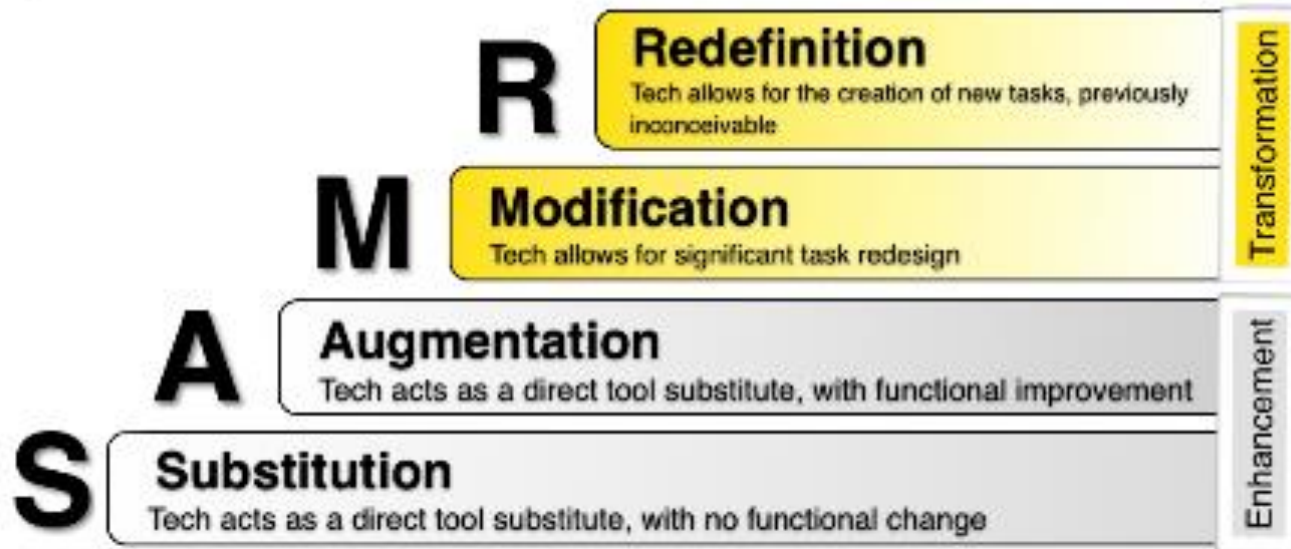 R
Redefinition
Tech allows for the creation of new tasks, previously
inconceivable
Transformation
M
Modification
Tech allows for significant task redesign
A
Augmentation
Tech acts as a direct tool substitute, with functional improvement
Enhancement
S
Substitution
Tech acts as a direct tool substitute, with no functional change